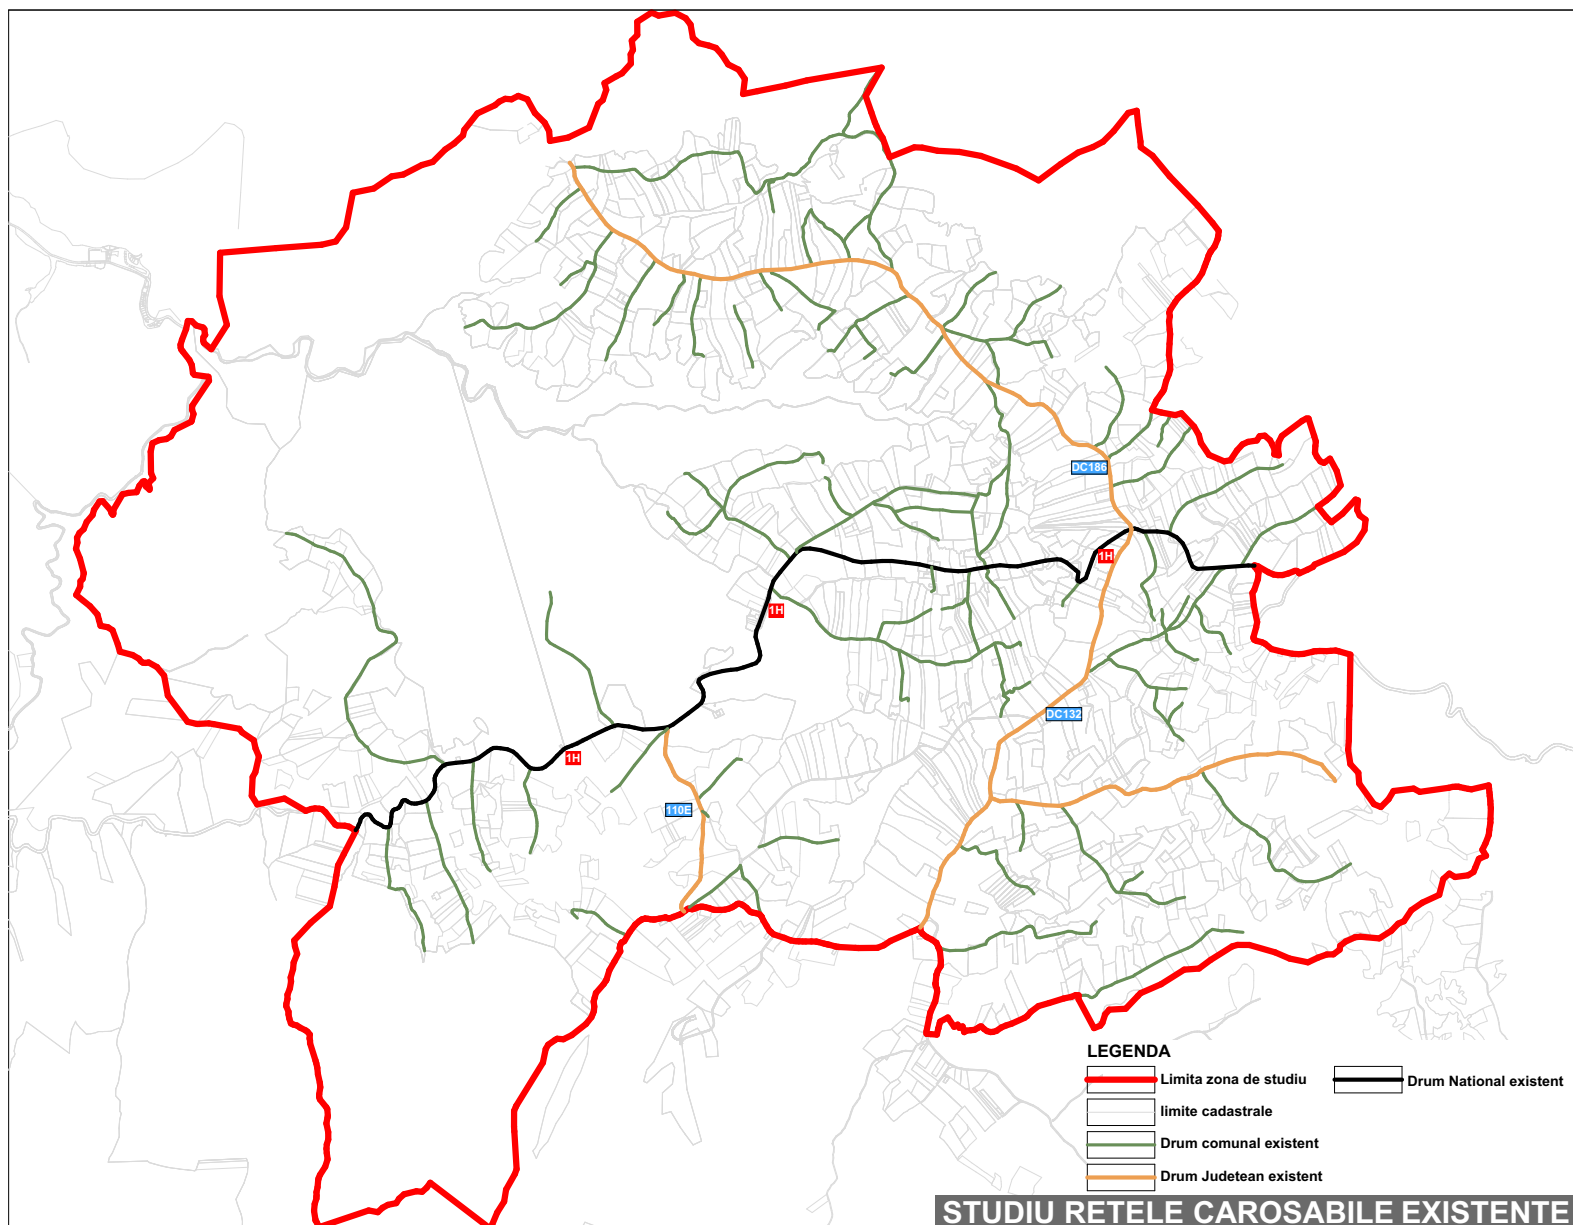 DC186
1H
1H
DC132
1H
110E
LEGENDA
Limita zona de studiu
Drum National existent
limite cadastrale
Drum comunal existent
Drum Judetean existent
STUDIU RETELE CAROSABILE EXISTENTE